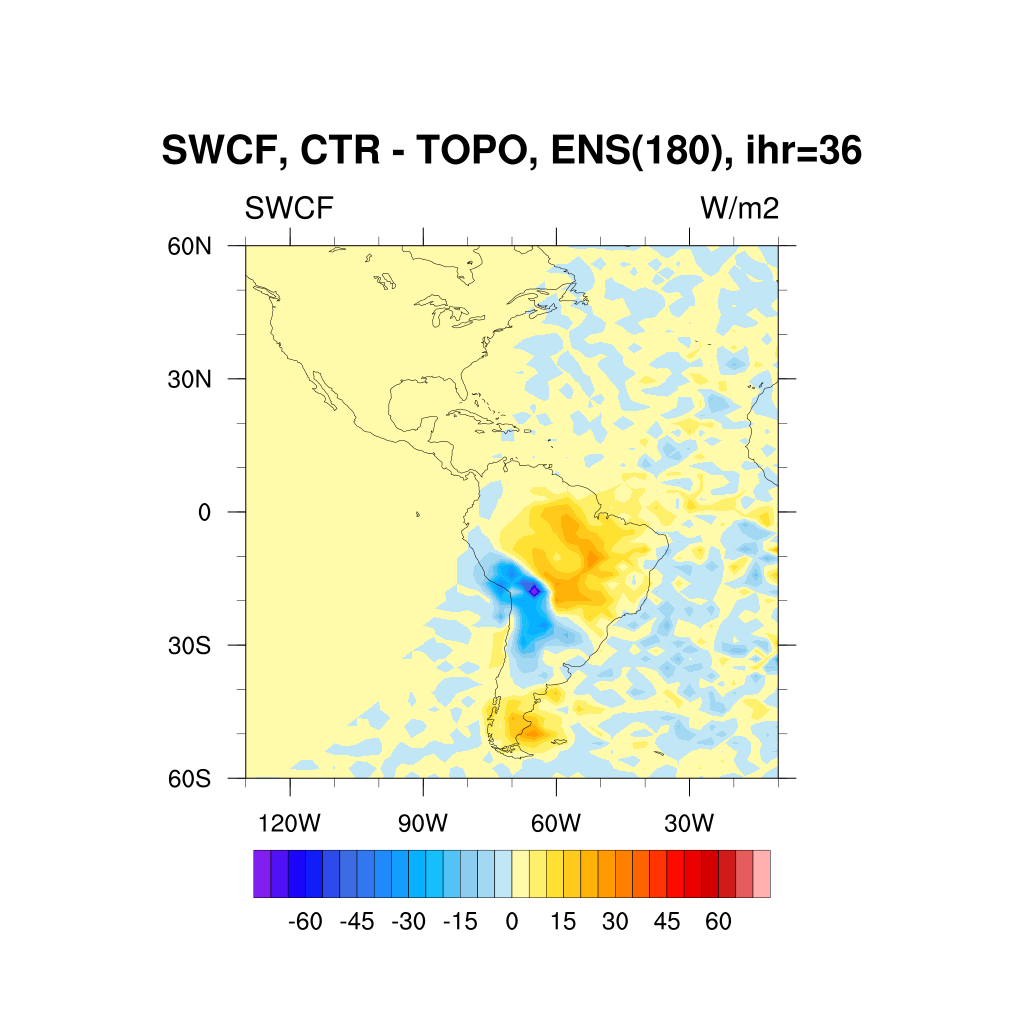 SWCF, CTR - TOPO, ENS(180), ihr=36
SWCF W/m2
60N
30N
0
30S
60S
120W 90W 60W 30W
-60 -45 -30 -15 0 15 30 45 60